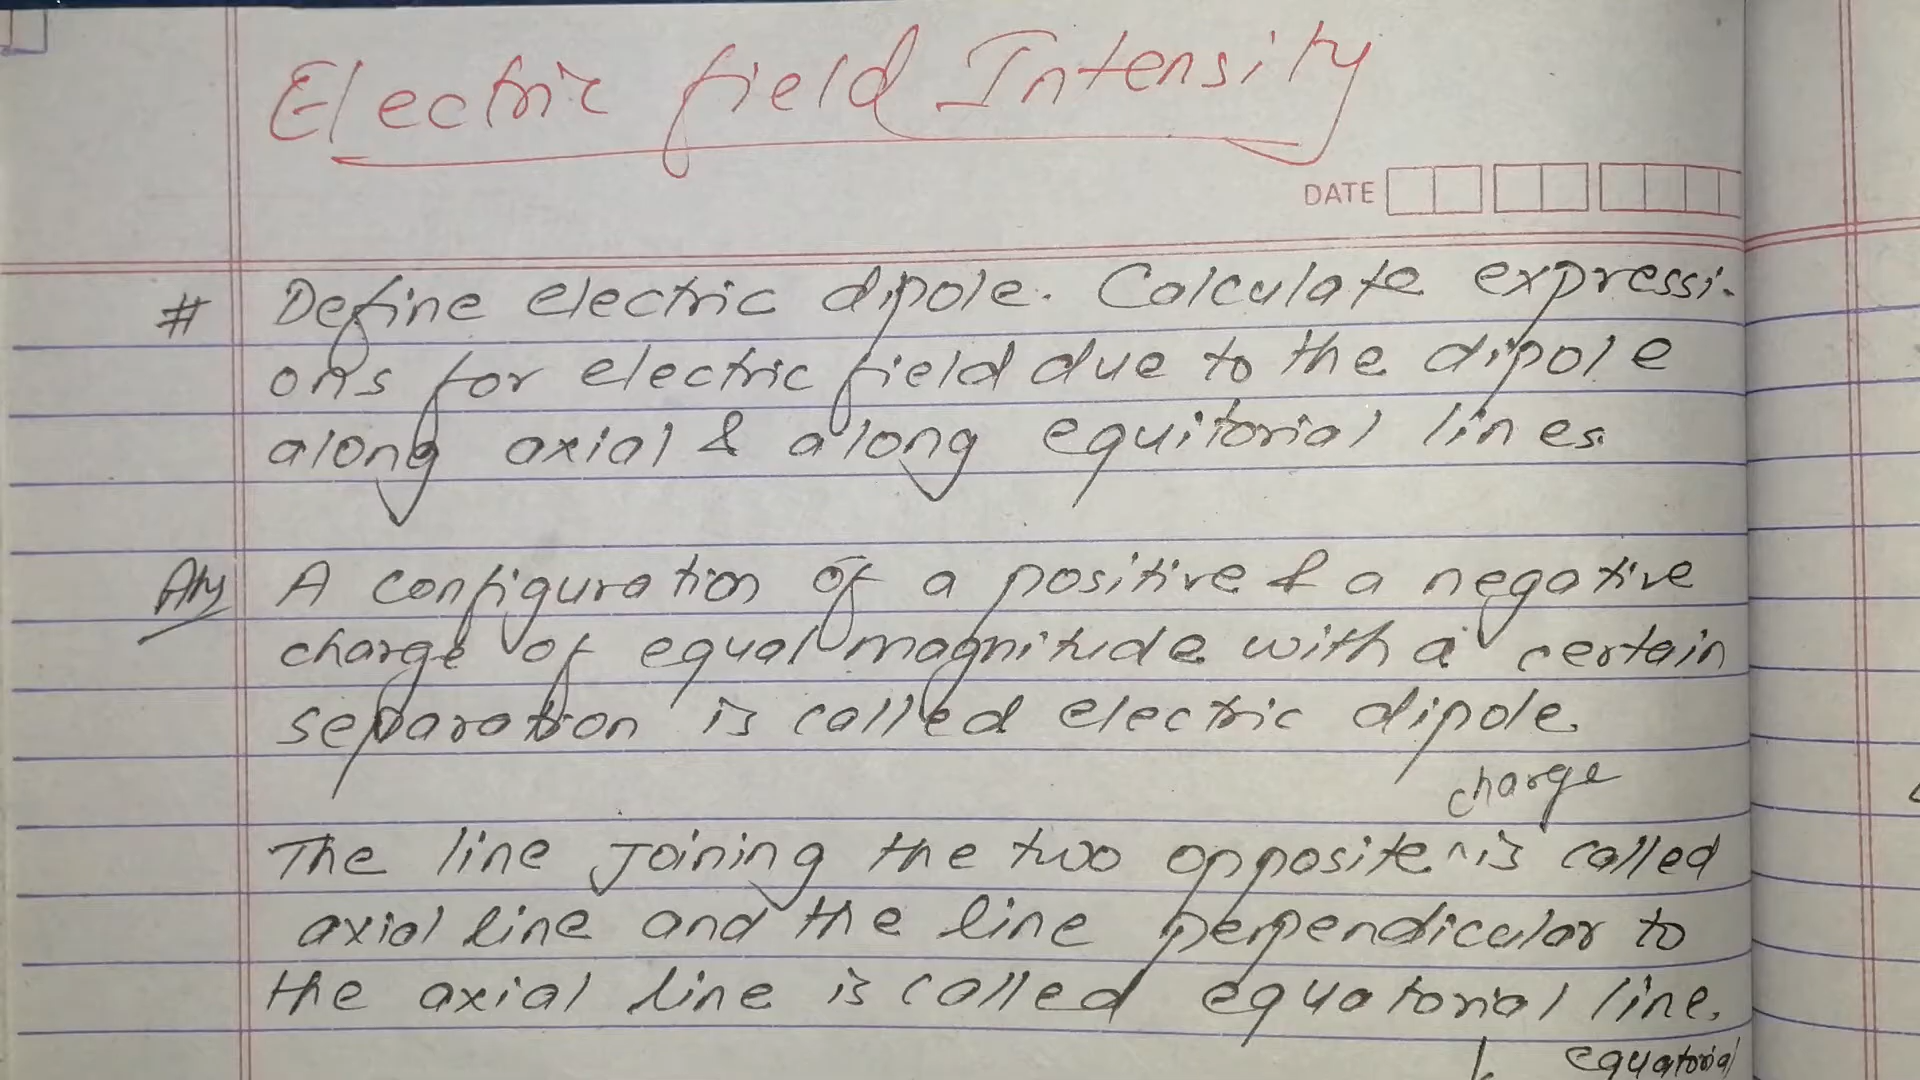 Electric field Intensity
DATE
# Define electric dipole. Calculate expressi-
ons for electric field due to the dipole
along axial & along equitorial lines.
Ans A configuration of a positive & a negative
charge of equal magnitude with a certain
separation is called electric dipole.
charge
The line joining the two opposite ^ is called
axial line and the line perpendicular to
the axial line is called equatorial line.
equatorial